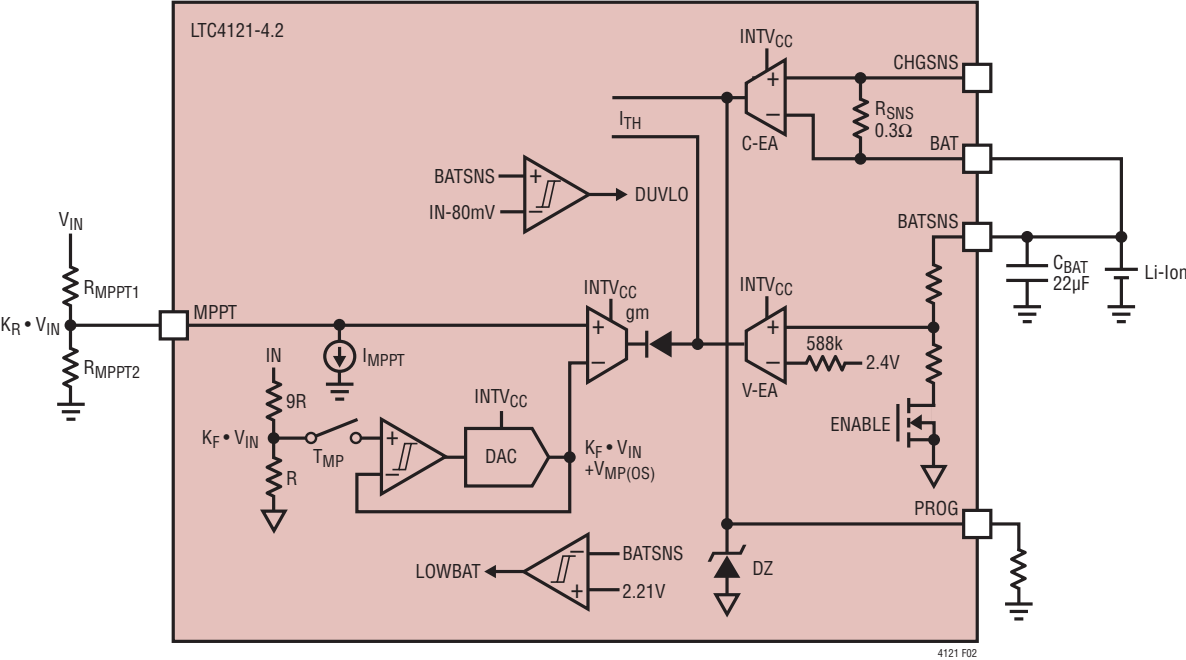 LTC4121-4.2
INTVCC
CHGSNS
+
RSNS
0.3Ω
ITH
–
C-EA
BAT
BATSNS
+
DUVLO
IN-80mV
–
BATSNS
VIN
CBAT
22µF
Li-Ion
RMPPT1
INTVCC
gm
INTVCC
MPPT
KR • VIN
+
+
588k
2.4V
IMPPT
–
–
RMPPT2
IN
V-EA
9R
INTVCC
ENABLE
KF • VIN
+
DAC
KF • VIN
+VMP(OS)
TMP
–
R
PROG
–
BATSNS
LOWBAT
DZ
+
2.21V
4121 F02